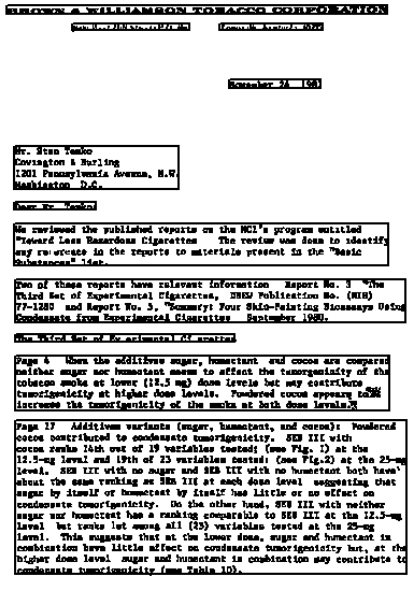 BROWN & WILLIAMSON TOBACCO CORPORATION
November 24 198
Mr. Stan Temko
Covington & Burling
1201 Pennsylvania Avenue, N.W.
Washington D.C.
Dear Mr. Temko:
We reviewed the published reports on the NCI's program entitled
"Toward Less Hazardous Cigarettes The review was done to identify
any reference in the reports to materials present in the "Basic
Substances" list.
Two of these reports have relevant information Report No. 3 "The
Third Set of Experimental Cigarettes, DHEW Publication No. (NIH)
77-1280 and Report No. 5, "Summary: Four Skin-Painting Bioassays Using
Condensate from Experimental Cigarettes September 1980.
The Third Set of Experimental Cigarettes
Page 4 When the additives sugar, humectant and cocoa are compared
neither sugar nor humectant seems to affect the tumorigenicity of the
tobacco smoke at lower (12.5 mg) dose levels but may contribute
tumorigenicity at higher dose levels. Powdered cocoa appears to
increase the tumorigenicity of the smoke at both dose levels.
Page 17 Additives variants (sugar, humectant, and cocoa): Powdered
cocoa contributed to condensate tumorigenicity. SEB III with
cocoa ranks 14th out of 19 variables tested; (see Fig. 1) at the
12.5-mg level and 19th of 23 variables tested: (see Fig.2) at the 25-mg
level. SEB III with no sugar and SEB III with no humectant both have
about the same ranking as SEB III at each dose level suggesting that
sugar by itself or humectant by itself has little or no effect on
condensate tumorigenicity. On the other hand, SEB III with neither
sugar nor humectant has a ranking comparable to SEB III at the 12.5-mg
level but ranks lot among all (23) variables tested at the 25-mg
level. This suggests that at the lower dose, sugar and humectant in
combination have little affect on condensate tumorigenicity but, at the
higher dose level sugar and humectant in combination may contribute to
condensate tumorigenicity (see Table 10).